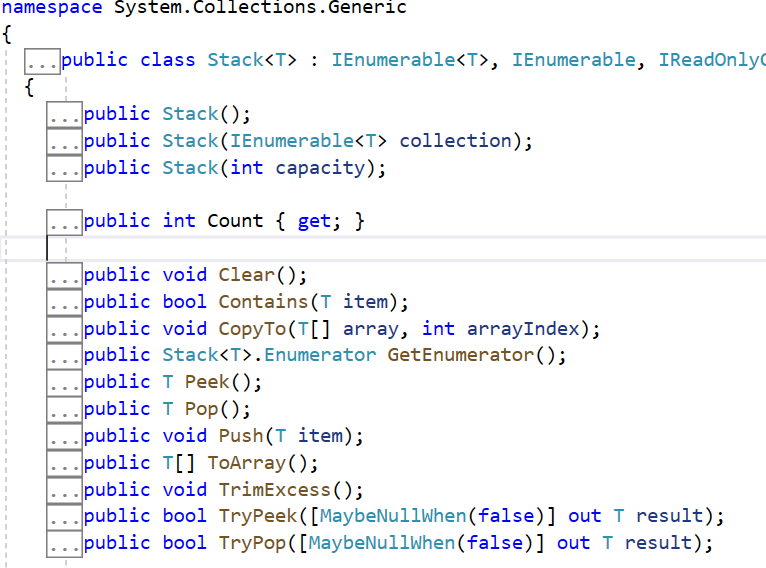 namespace System.Collections.Generic
{
...public class Stack<T> : IEnumerable<T>, IEnumerable, IReadOnlyC
{
...public Stack();
...public Stack(IEnumerable<T> collection);
...public Stack(int capacity);
...public int Count { get; }
...public void Clear();
...public bool Contains(T item);
...public void CopyTo(T[] array, int arrayIndex);
...public Stack<T>.Enumerator GetEnumerator();
...public T Peek();
...public T Pop();
...public void Push(T item);
...public T[] ToArray();
...public void TrimExcess();
...public bool TryPeek([MaybeNullWhen(false)] out T result);
...public bool TryPop([MaybeNullWhen(false)] out T result);